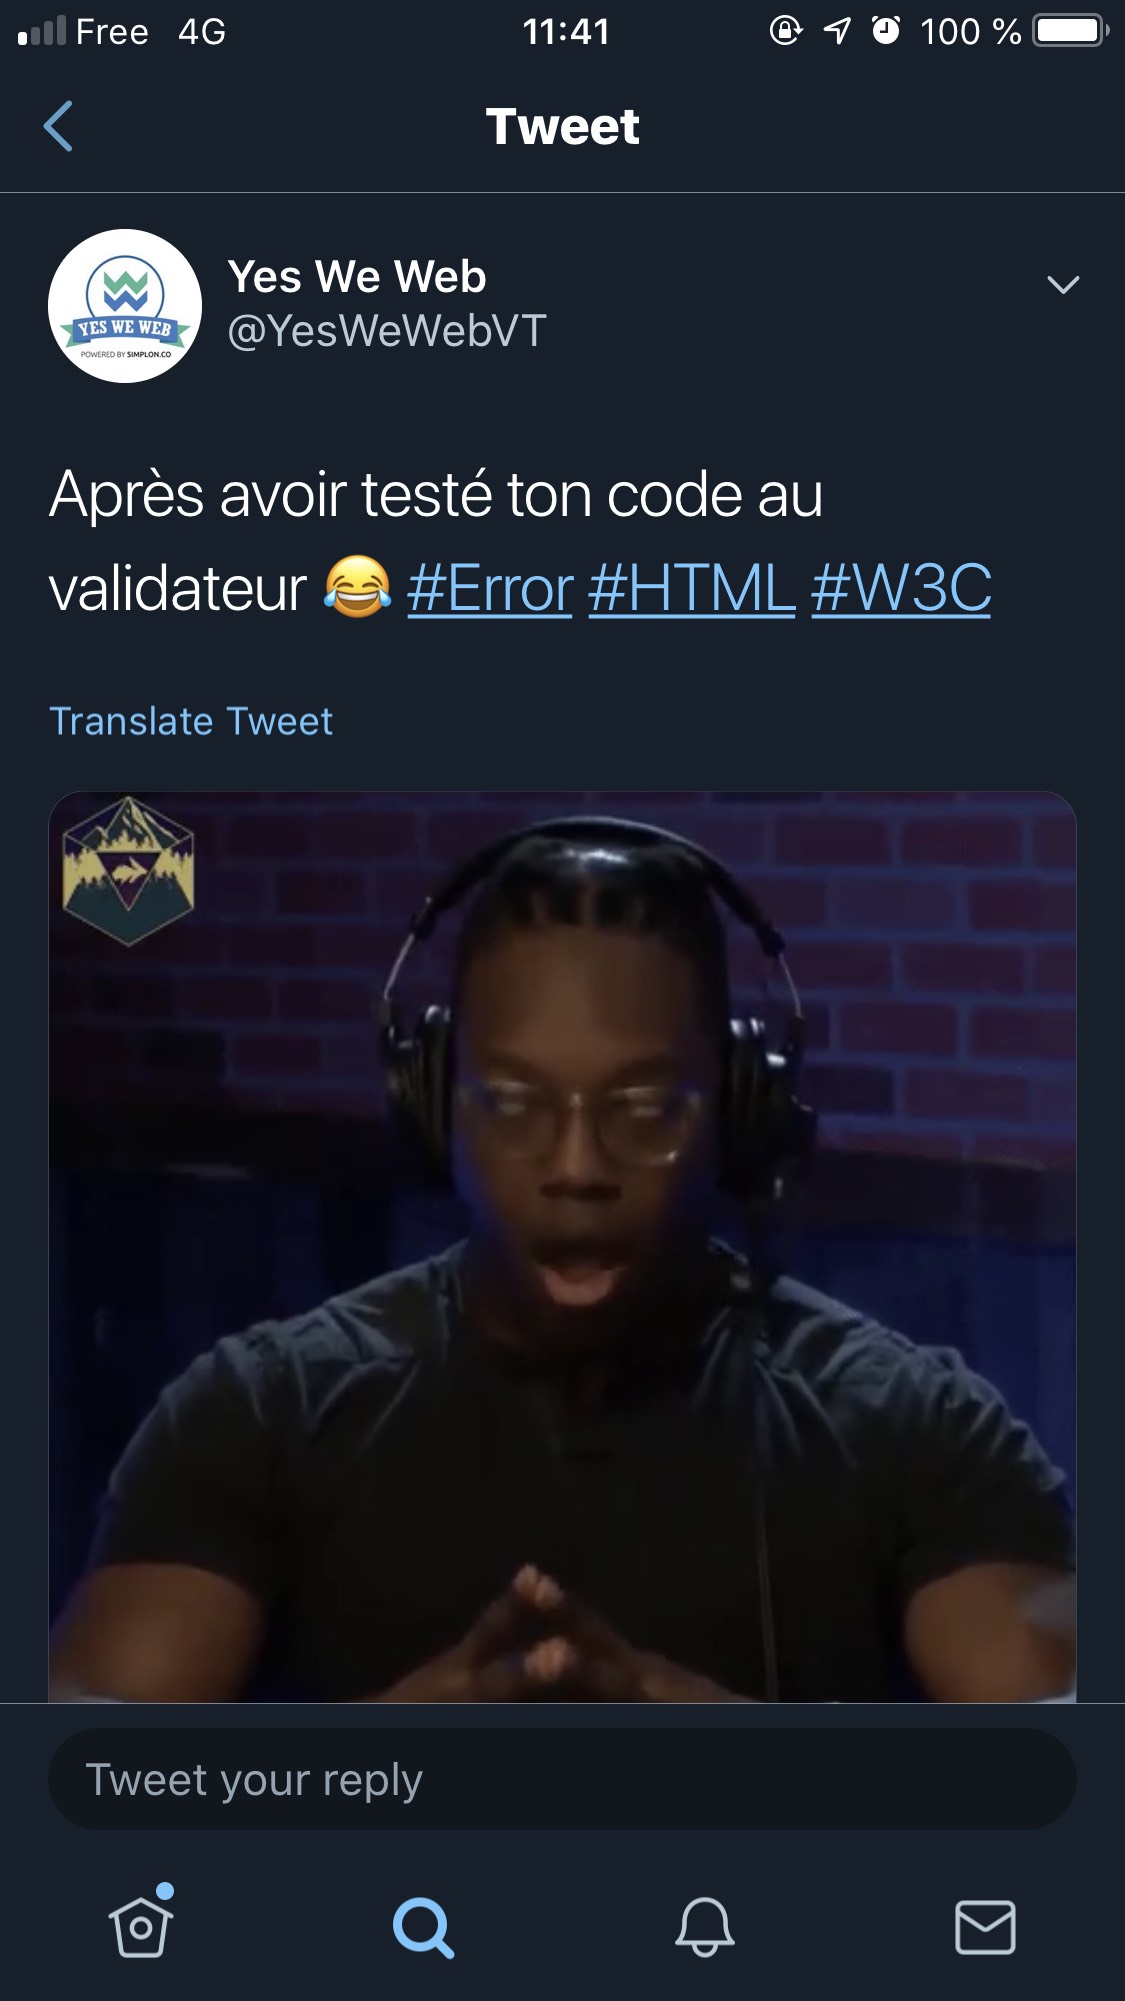 Free 4G 11:41 100 %
Tweet
Yes We Web
@YesWeWebVT
YES WE WEB
POWERED BY SIMPLON.CO
Après avoir testé ton code au
validateur 😂 #Error #HTML #W3C
Translate Tweet
Tweet your reply